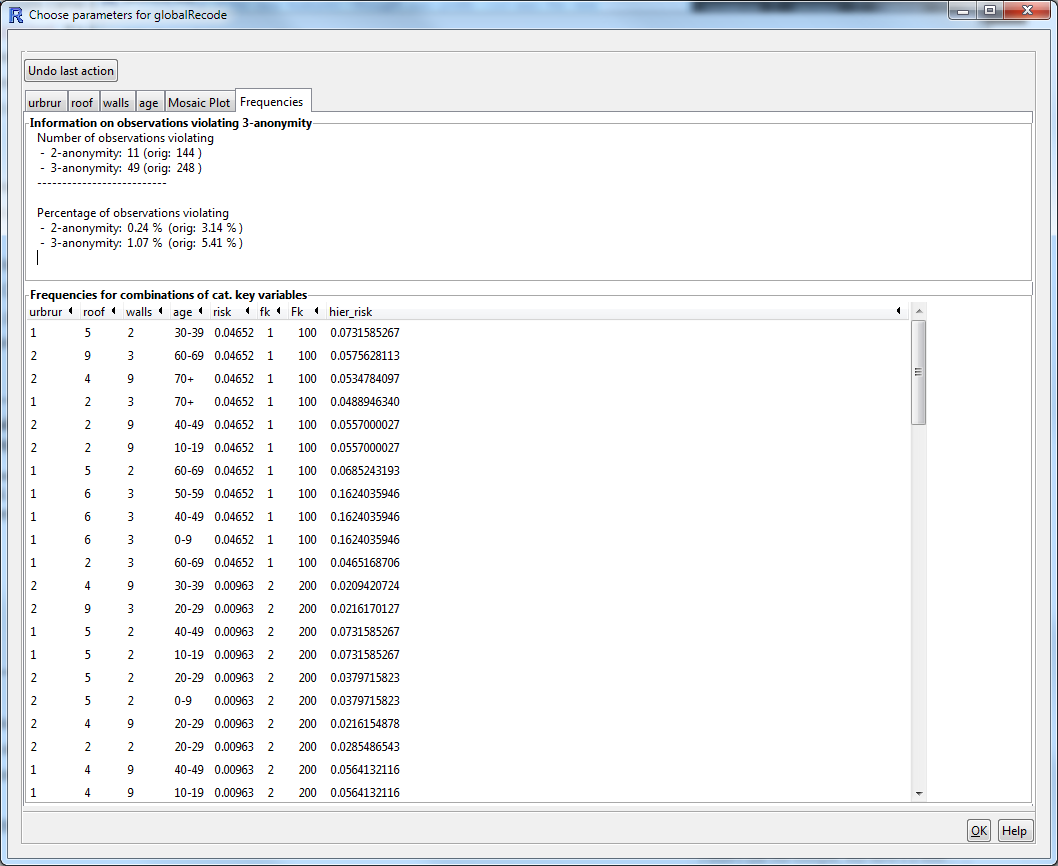 Choose parameters for globalRecode
Undo last action
urbrur roof walls age Mosaic Plot Frequencies
Information on observations violating 3-anonymity
Number of observations violating
- 2-anonymity: 11 (orig: 144 )
- 3-anonymity: 49 (orig: 248 )
--------------------------
Percentage of observations violating
- 2-anonymity: 0.24 % (orig: 3.14 % )
- 3-anonymity: 1.07 % (orig: 5.41 % )
Frequencies for combinations of cat. key variables
urbrur roof walls age risk fk Fk hier_risk
1 5 2 30-39 0.04652 1 100 0.0731585267
2 9 3 60-69 0.04652 1 100 0.0575628113
2 4 9 70+ 0.04652 1 100 0.0534784097
1 2 3 70+ 0.04652 1 100 0.0488946340
2 2 9 40-49 0.04652 1 100 0.0557000027
2 2 9 10-19 0.04652 1 100 0.0557000027
1 5 2 60-69 0.04652 1 100 0.0685243193
1 6 3 50-59 0.04652 1 100 0.1624035946
1 6 3 40-49 0.04652 1 100 0.1624035946
1 6 3 0-9 0.04652 1 100 0.1624035946
1 2 3 60-69 0.04652 1 100 0.0465168706
2 4 9 30-39 0.00963 2 200 0.0209420724
2 9 3 20-29 0.00963 2 200 0.0216170127
1 5 2 40-49 0.00963 2 200 0.0731585267
1 5 2 10-19 0.00963 2 200 0.0731585267
2 5 2 20-29 0.00963 2 200 0.0379715823
2 5 2 0-9 0.00963 2 200 0.0379715823
2 4 9 20-29 0.00963 2 200 0.0216154878
2 2 2 20-29 0.00963 2 200 0.0285486543
1 4 9 40-49 0.00963 2 200 0.0564132116
1 4 9 10-19 0.00963 2 200 0.0564132116
OK Help